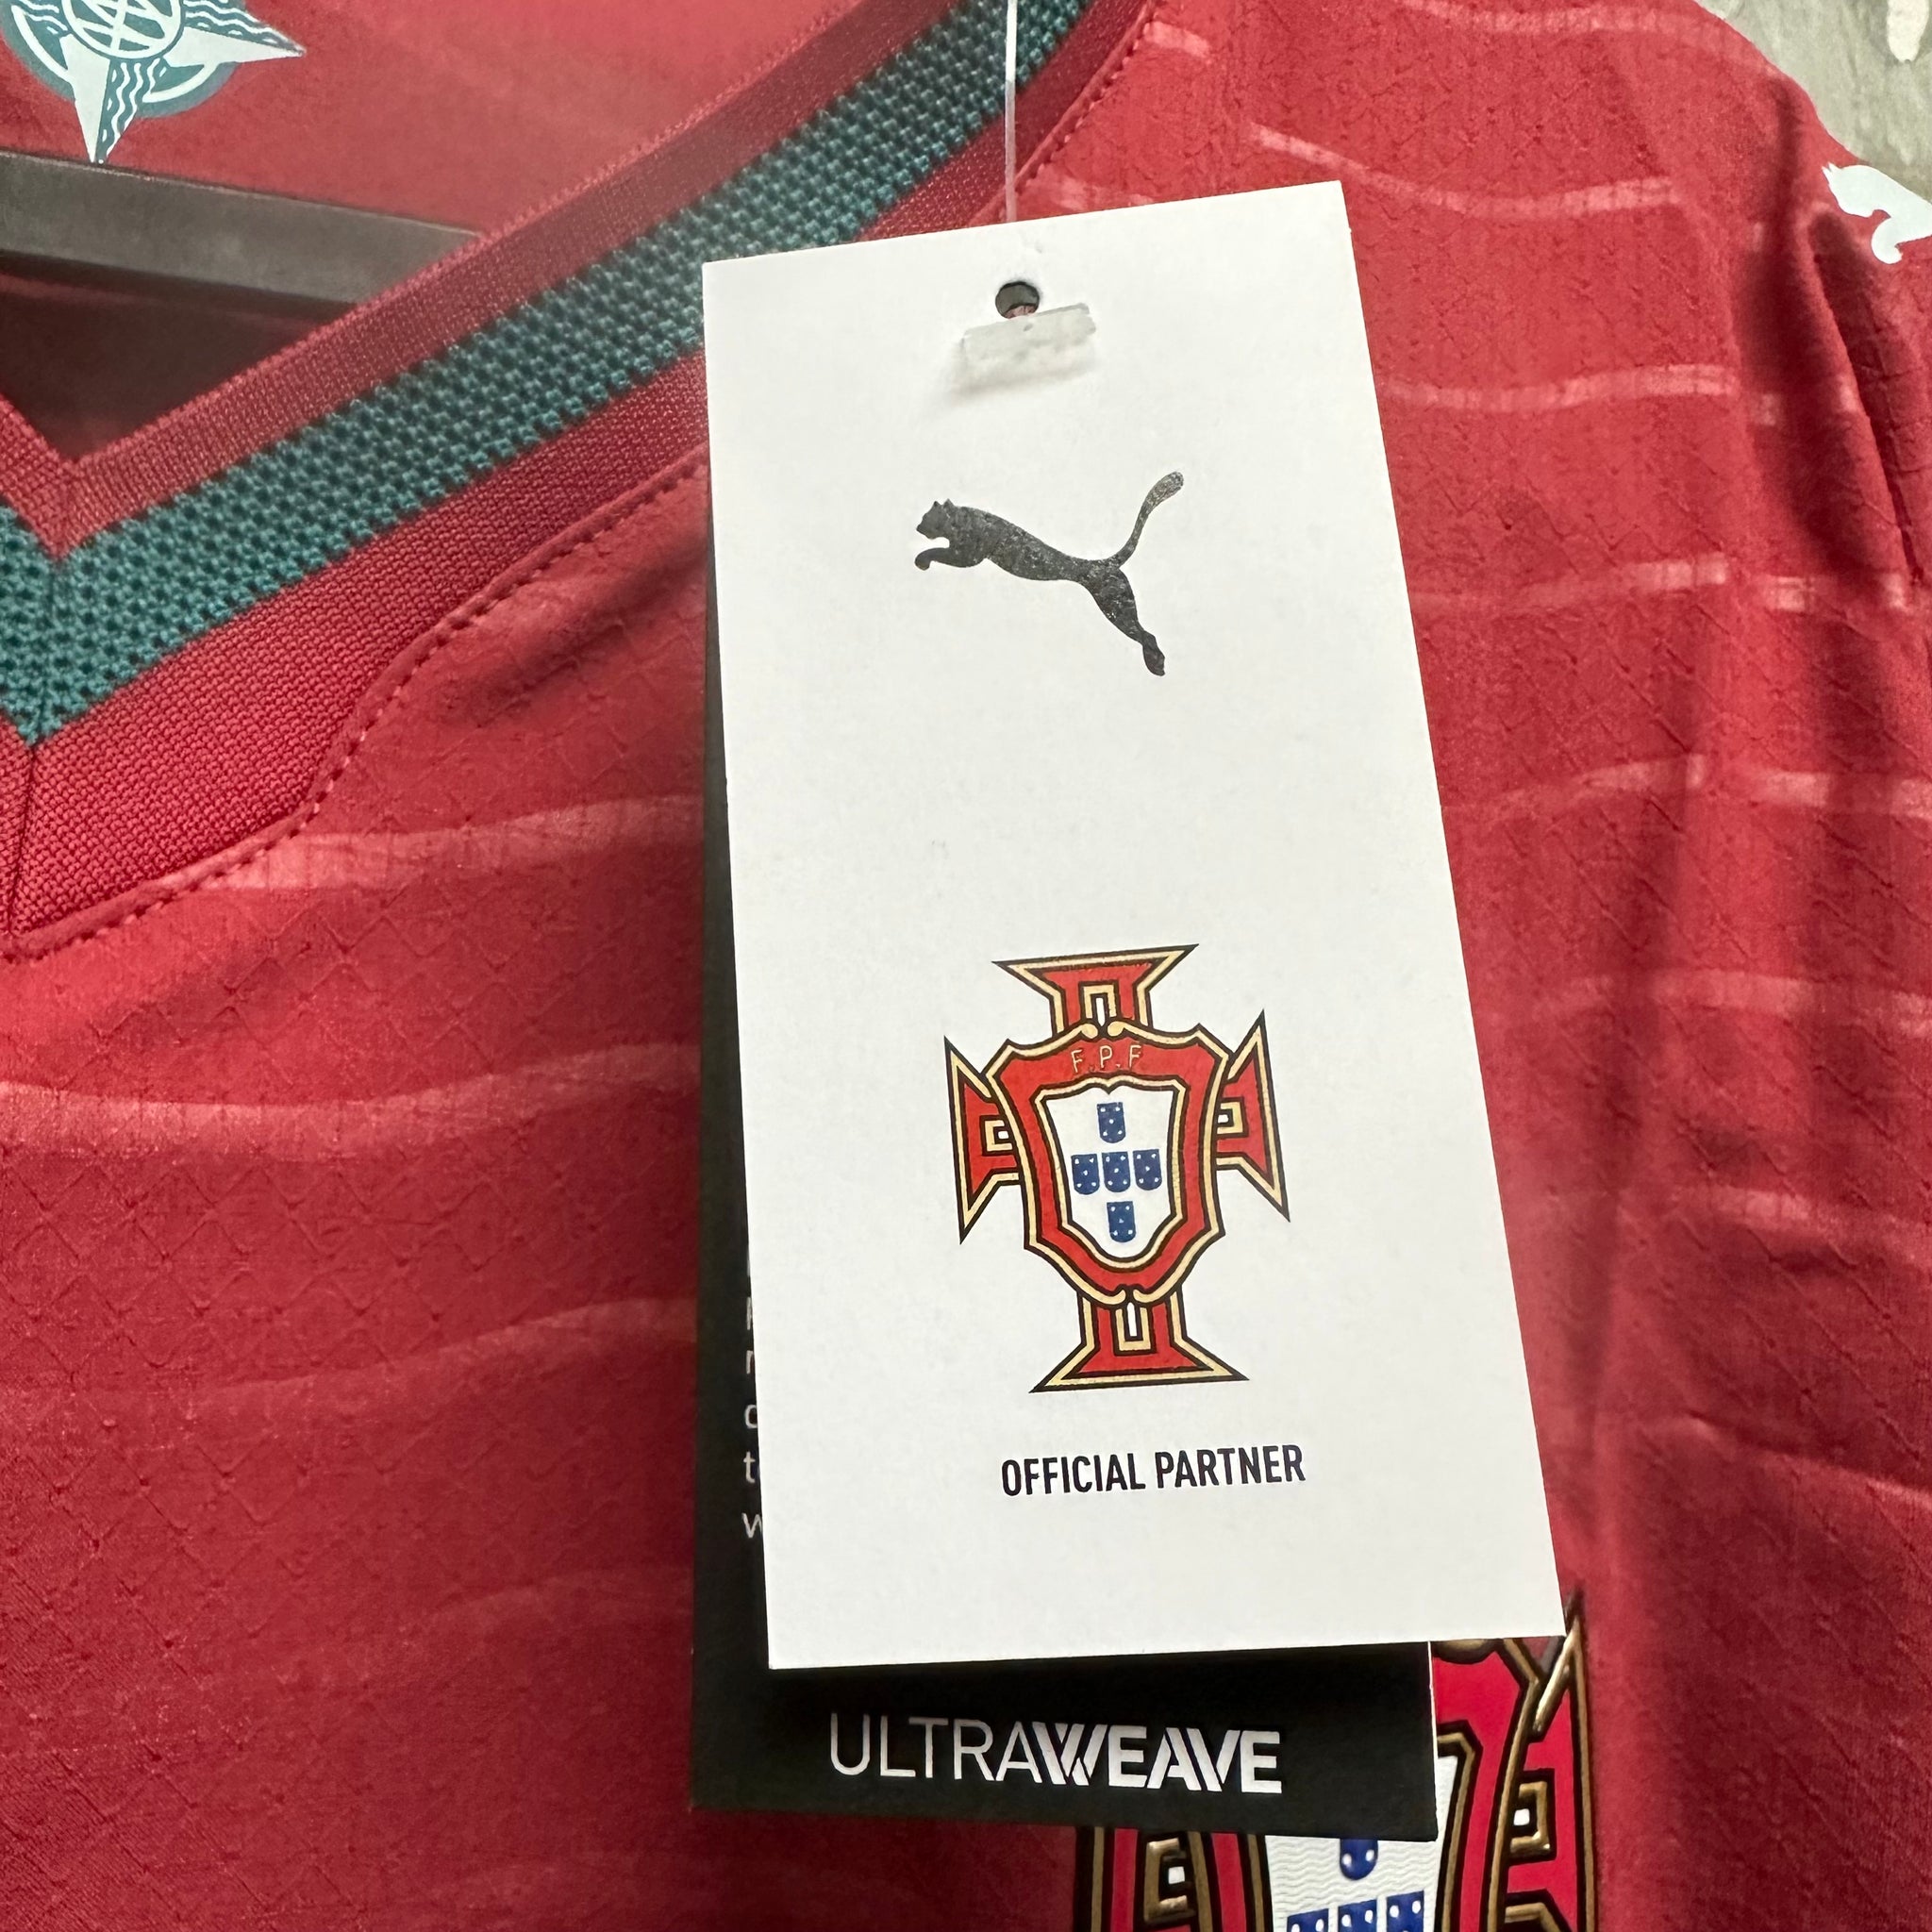 F.P.F
OFFICIAL PARTNER
ULTRAWEAVE